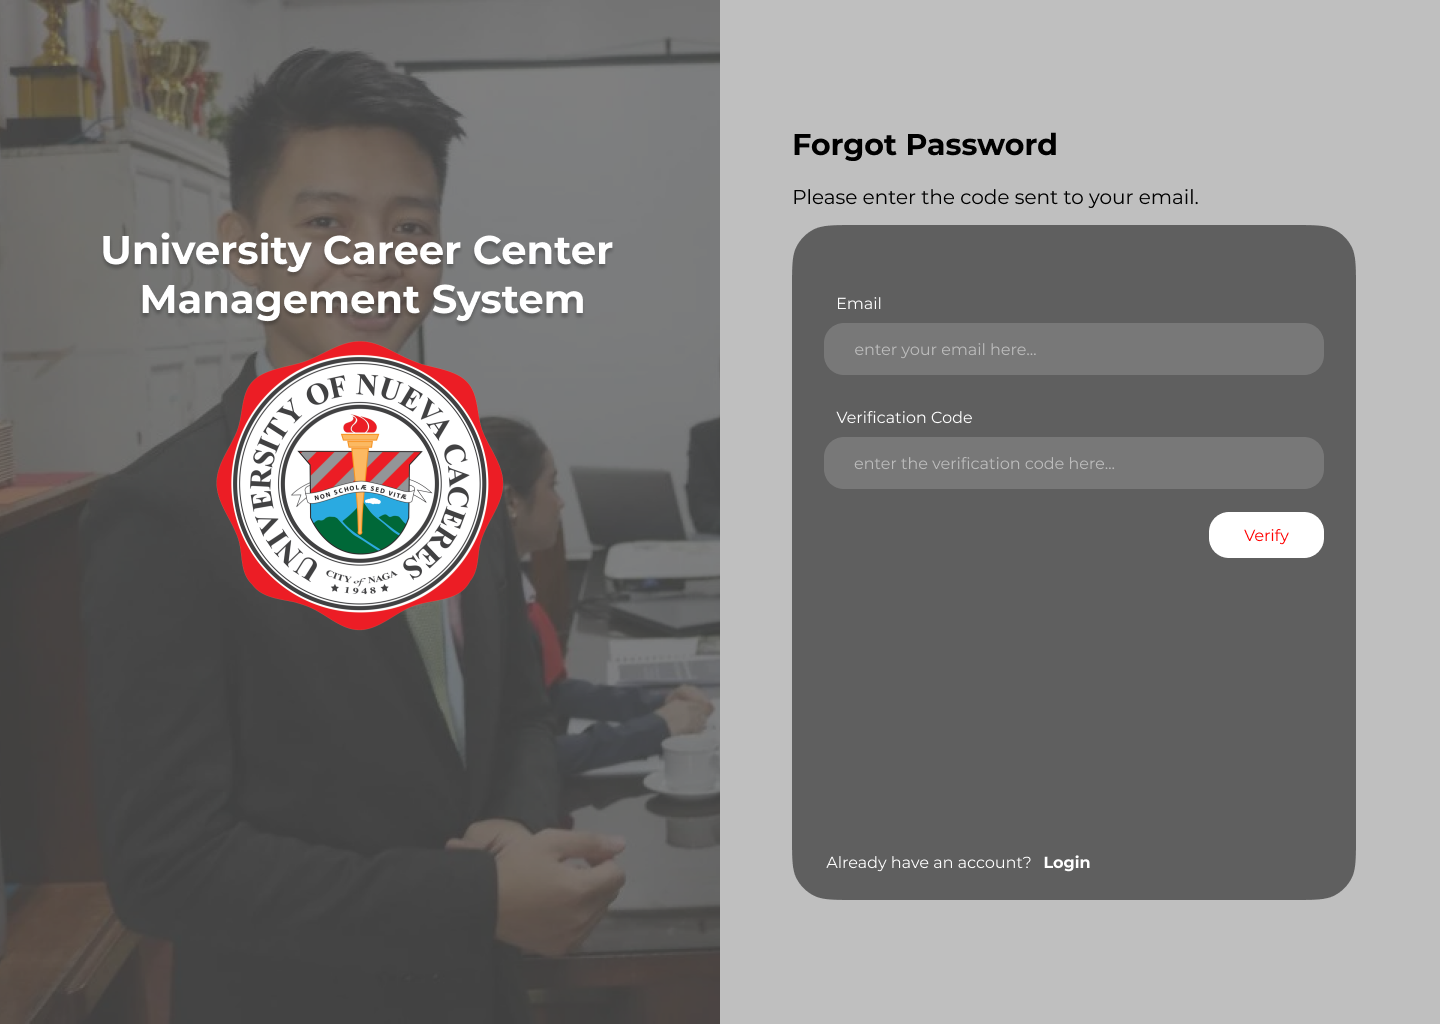 University Career Center
Management System
UNIVERSITY OF NUEVA CACERES
NON SCHOLÆ SED VITÆ
CITY of NAGA
★ 1948 ★
Forgot Password
Please enter the code sent to your email.
Email
enter your email here...
Verification Code
enter the verification code here...
Verify
Already have an account? Login